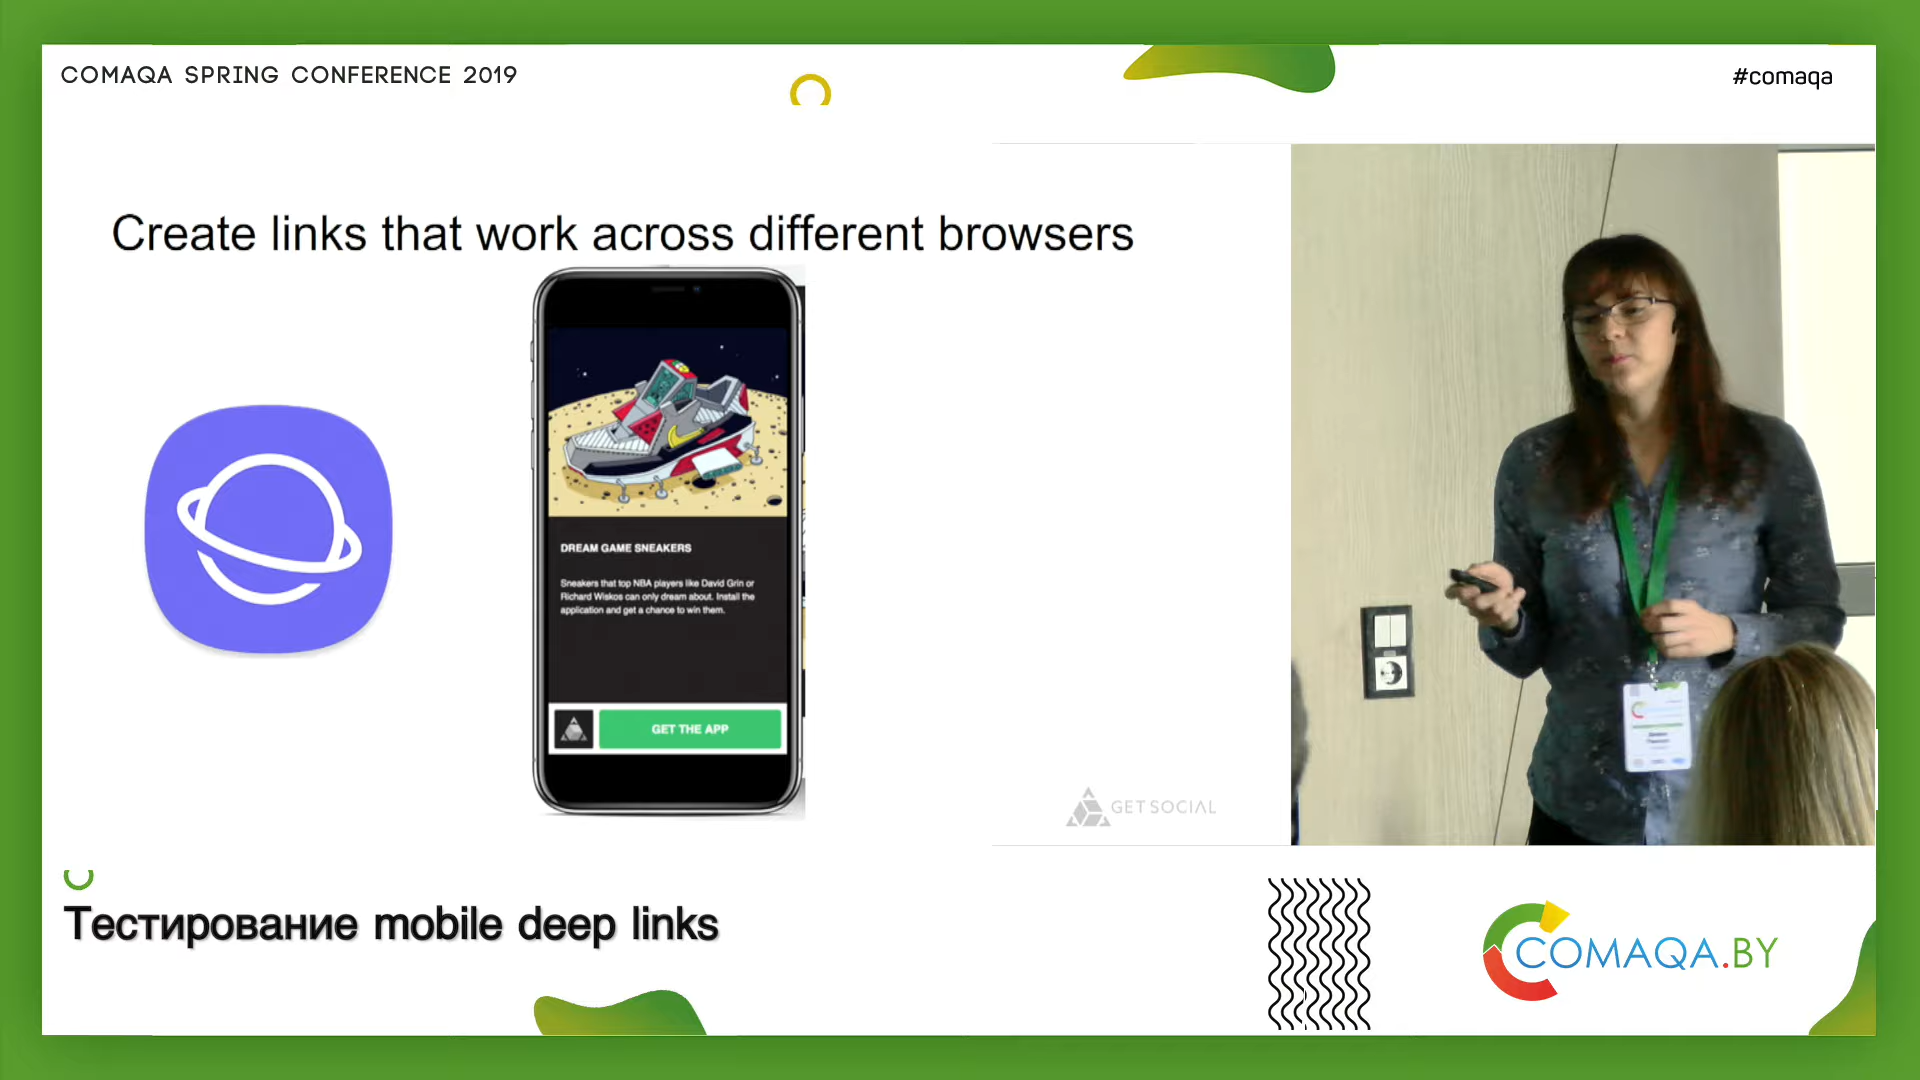 COMAQA SPRING CONFERENCE 2019
#comaqa
Create links that work across different browsers
DREAM GAME SNEAKERS
Sneakers that top NBA players like David Grin or
Richard Wiskos can only dream about. Install the
application and get a chance to win them.
GET THE APP
GETSOCIAL
Тестирование mobile deep links
COMAQA.BY